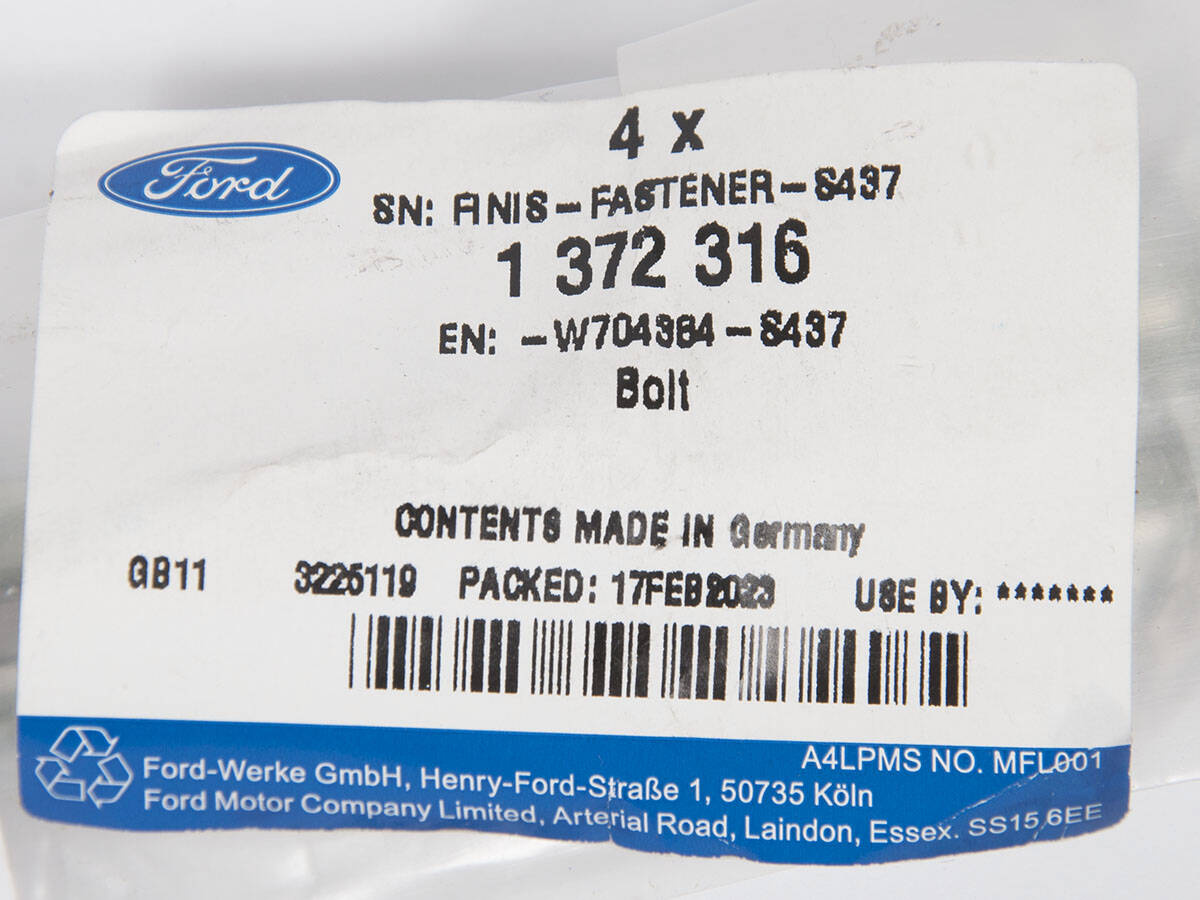 4 X
Ford
SN: FINIS-FASTENER-S437
1 372 316
EN: -W704384-S437
Bolt
CONTENTS MADE IN Germany
GB11 3225119 PACKED: 17FEB2023 USE BY: *******
A4LPMS NO. MFL001
Ford-Werke GmbH, Henry-Ford-Straße 1, 50735 Köln
Ford Motor Company Limited, Arterial Road, Laindon, Essex. SS15 6EE